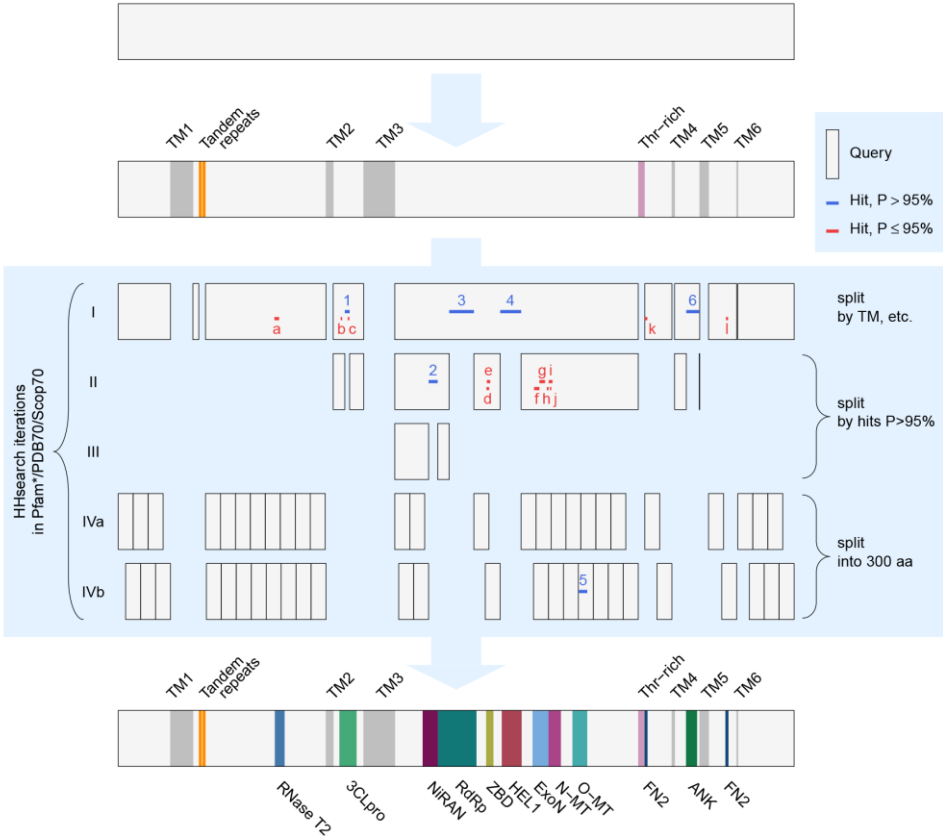 TM1
Tandem
repeats
TM2
TM3
Thr-rich
TM4
TM5
TM6
Query
Hit, P > 95%
Hit, P ≤ 95%
HHsearch iterations
in Pfam*/PDB70/Scop70
I
1
3
4
6
a
b
c
k
l
split
by TM, etc.
II
2
e
g
i
d
f
h
j
split
by hits P>95%
III
IVa
split
into 300 aa
IVb
5
TM1
Tandem
repeats
TM2
TM3
Thr-rich
TM4
TM5
TM6
RNase T2
3CLpro
NiRAN
RdRp
ZBD
HEL1
ExoN
N-MT
O-MT
FN2
ANK
FN2